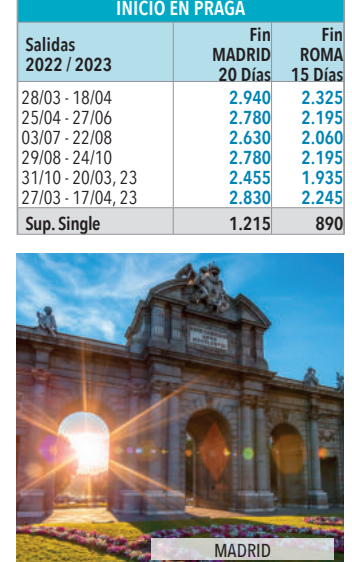 INICIO EN PRAGA
Salidas 2022 / 2023 Fin MADRID 20 Días Fin ROMA 15 Días
28/03 - 18/04 2.940 2.325
25/04 - 27/06 2.780 2.195
03/07 - 22/08 2.630 2.060
29/08 - 24/10 2.780 2.195
31/10 - 20/03, 23 2.455 1.935
27/03 - 17/04, 23 2.830 2.245
Sup. Single 1.215 890
MADRID